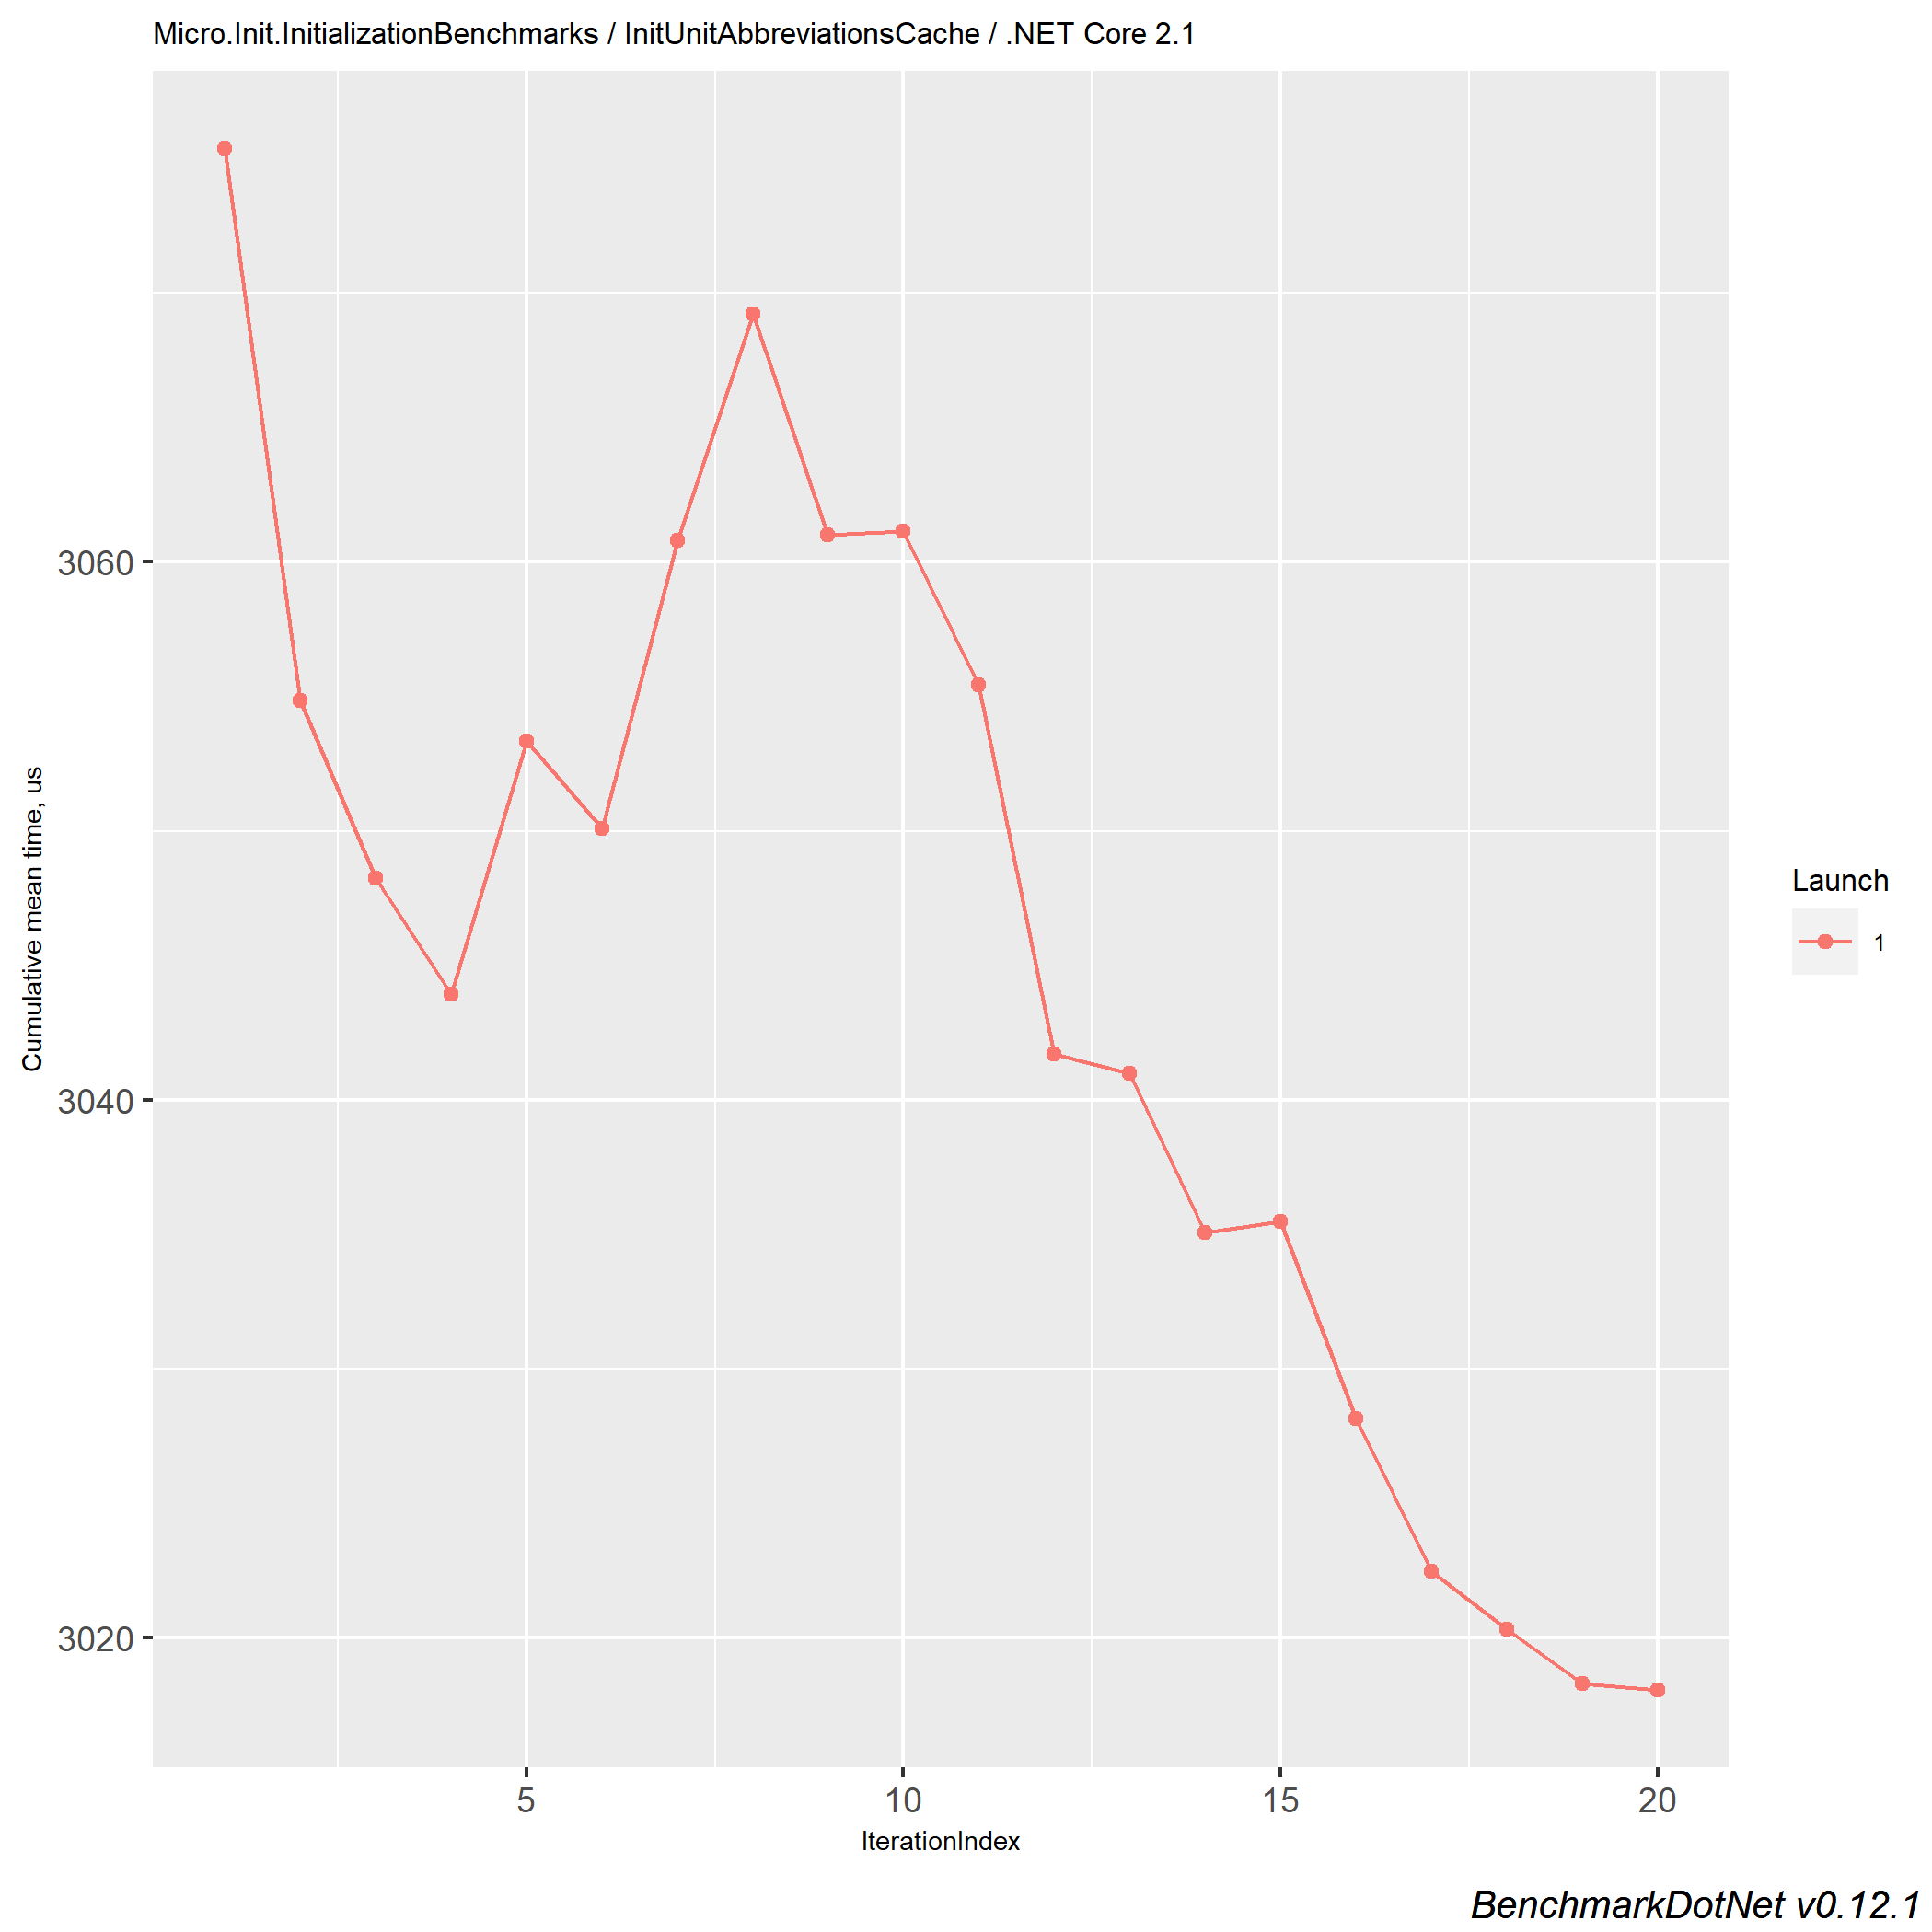 Micro.Init.InitializationBenchmarks / InitUnitAbbreviationsCache / .NET Core 2.1
Cumulative mean time, us
3060
3040
3020
5
10
15
20
IterationIndex
Launch
1
BenchmarkDotNet v0.12.1